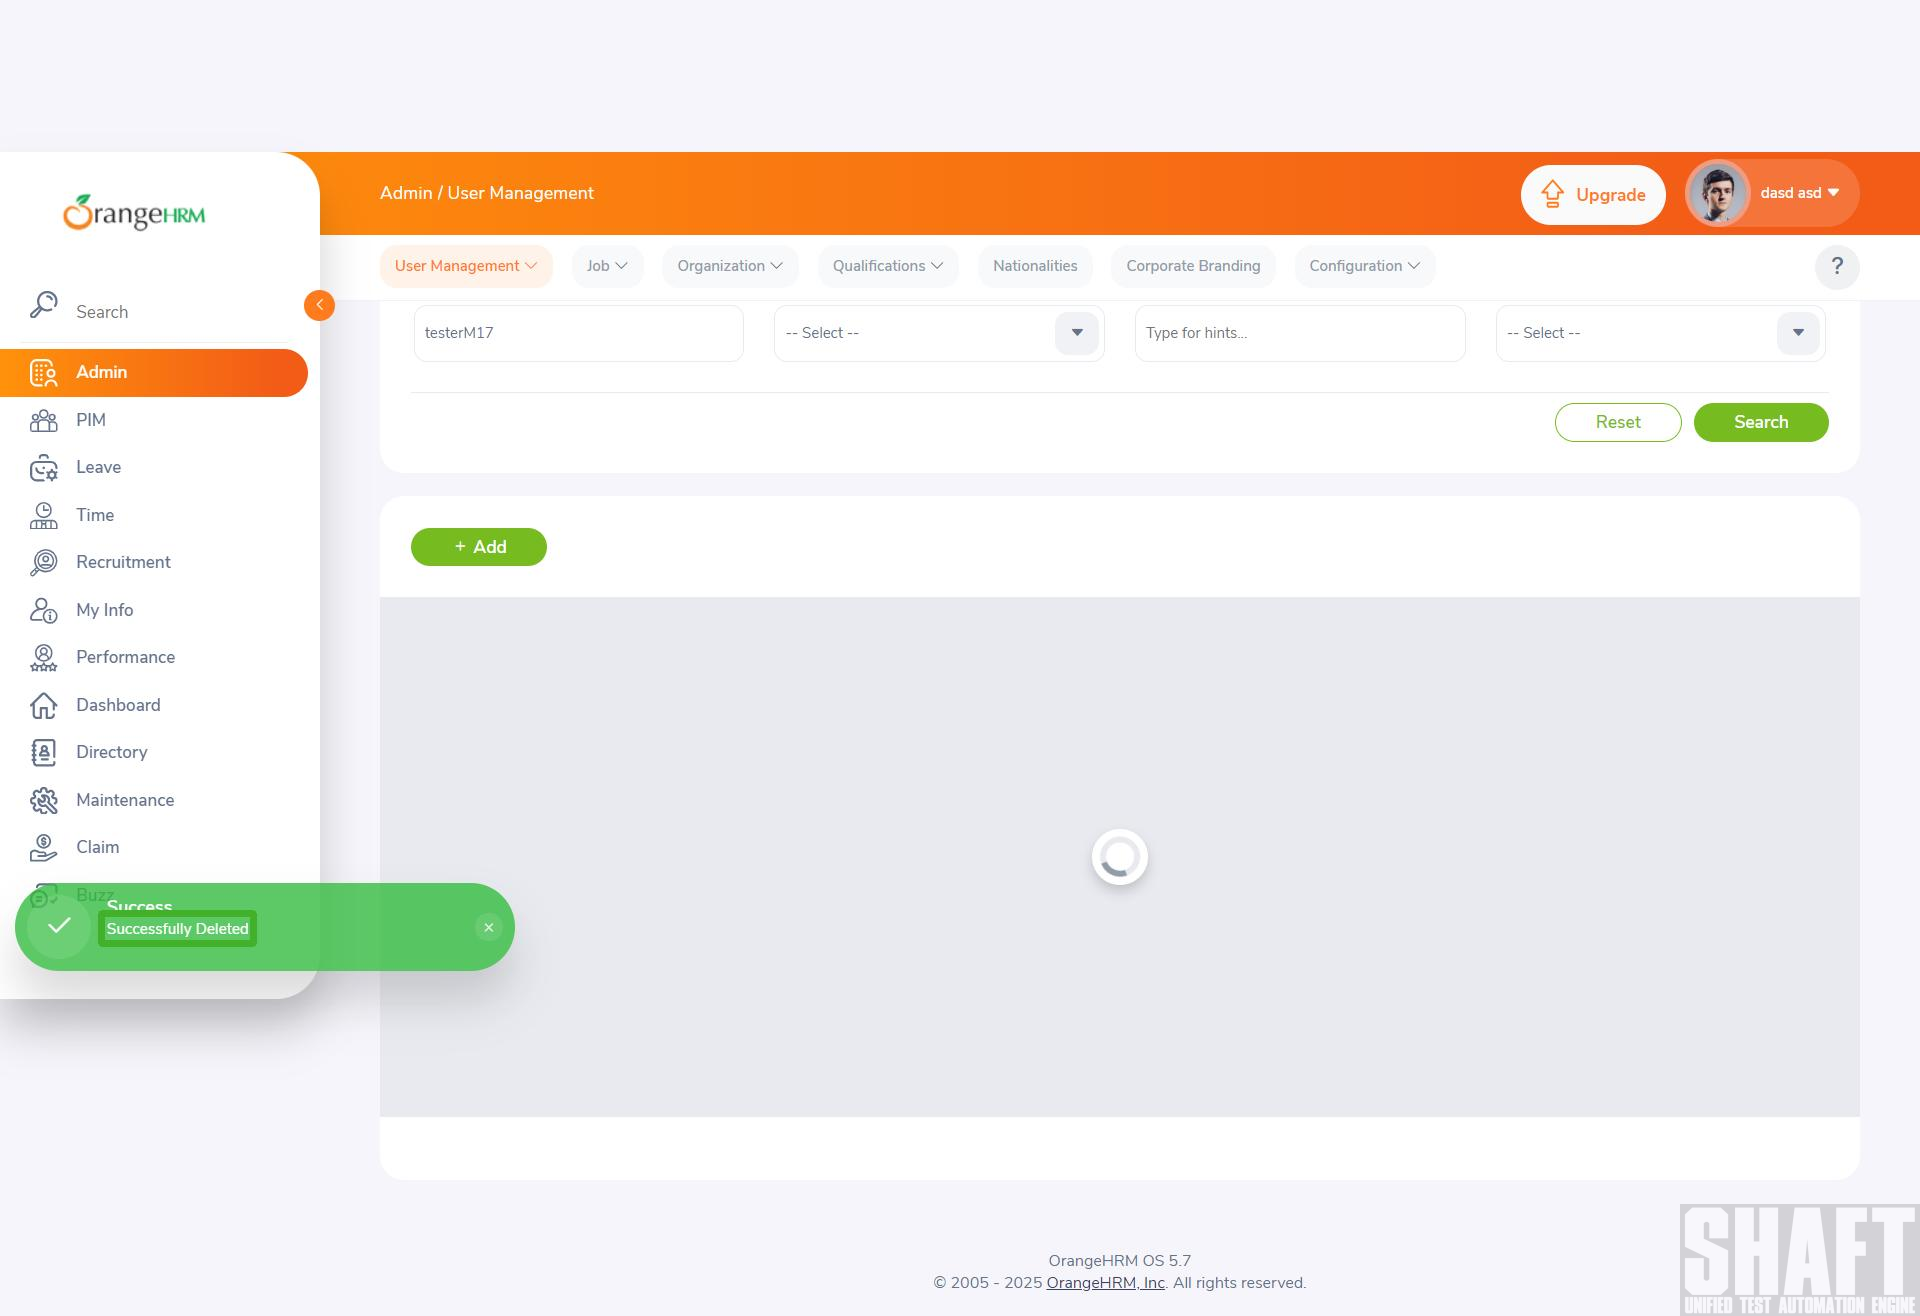 Admin / User Management
Upgrade
dasd asd
OrangeHRM
User Management
Job
Organization
Qualifications
Nationalities
Corporate Branding
Configuration
?
Search
testerM17
-- Select --
Type for hints...
-- Select --
Admin
PIM
Reset
Search
Leave
Time
+ Add
Recruitment
My Info
Performance
Dashboard
Directory
Maintenance
Claim
Buzz
Success
Successfully Deleted
×
OrangeHRM OS 5.7
© 2005 - 2025 OrangeHRM, Inc. All rights reserved.
SHAFT
UNIFIED TEST AUTOMATION ENGINE